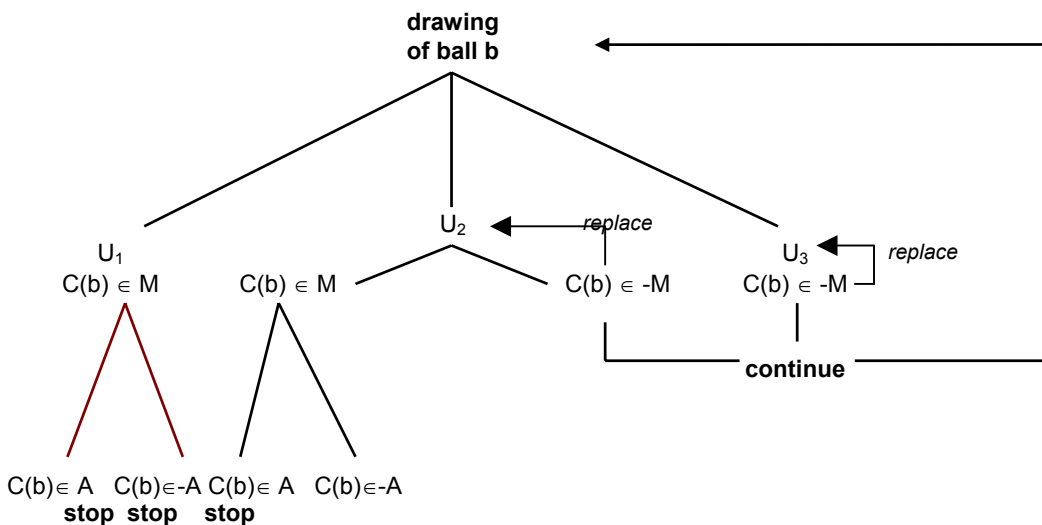 drawing
of ball b
U₂
replace
U₁
U₃
replace
C(b) ∈ M
C(b) ∈ M
C(b) ∈ -M
C(b) ∈ -M
continue
C(b)∈ A
C(b)∈-A
C(b)∈ A
C(b)∈-A
stop
stop
stop